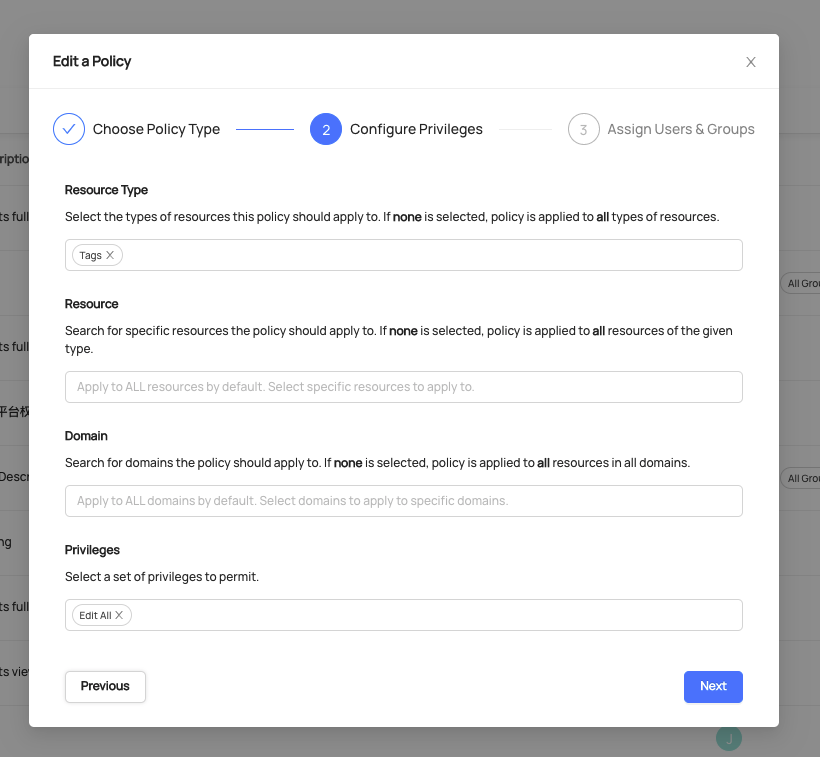 Edit a Policy
Choose Policy Type
2 Configure Privileges
3 Assign Users & Groups
Resource Type
Select the types of resources this policy should apply to. If none is selected, policy is applied to all types of resources.
Tags
Resource
Search for specific resources the policy should apply to. If none is selected, policy is applied to all resources of the given
type.
Apply to ALL resources by default. Select specific resources to apply to.
Domain
Search for domains the policy should apply to. If none is selected, policy is applied to all resources in all domains.
Apply to ALL domains by default. Select domains to apply to specific domains.
Privileges
Select a set of privileges to permit.
Edit All
Previous
Next
ts full
All Grou
ts full
平台权
Descr
All Grou
ng
ts full
ts vie
J